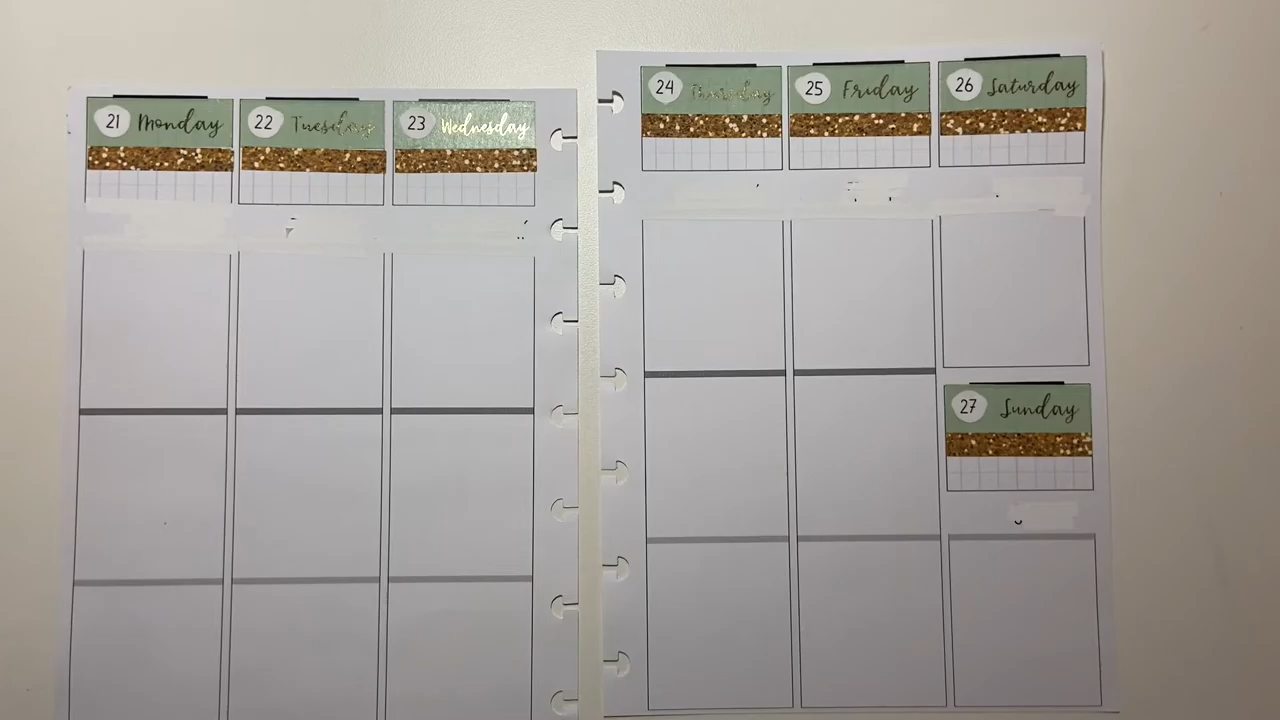 21 Monday
22 Tuesday
23 Wednesday
24 Thursday
25 Friday
26 Saturday
27 Sunday